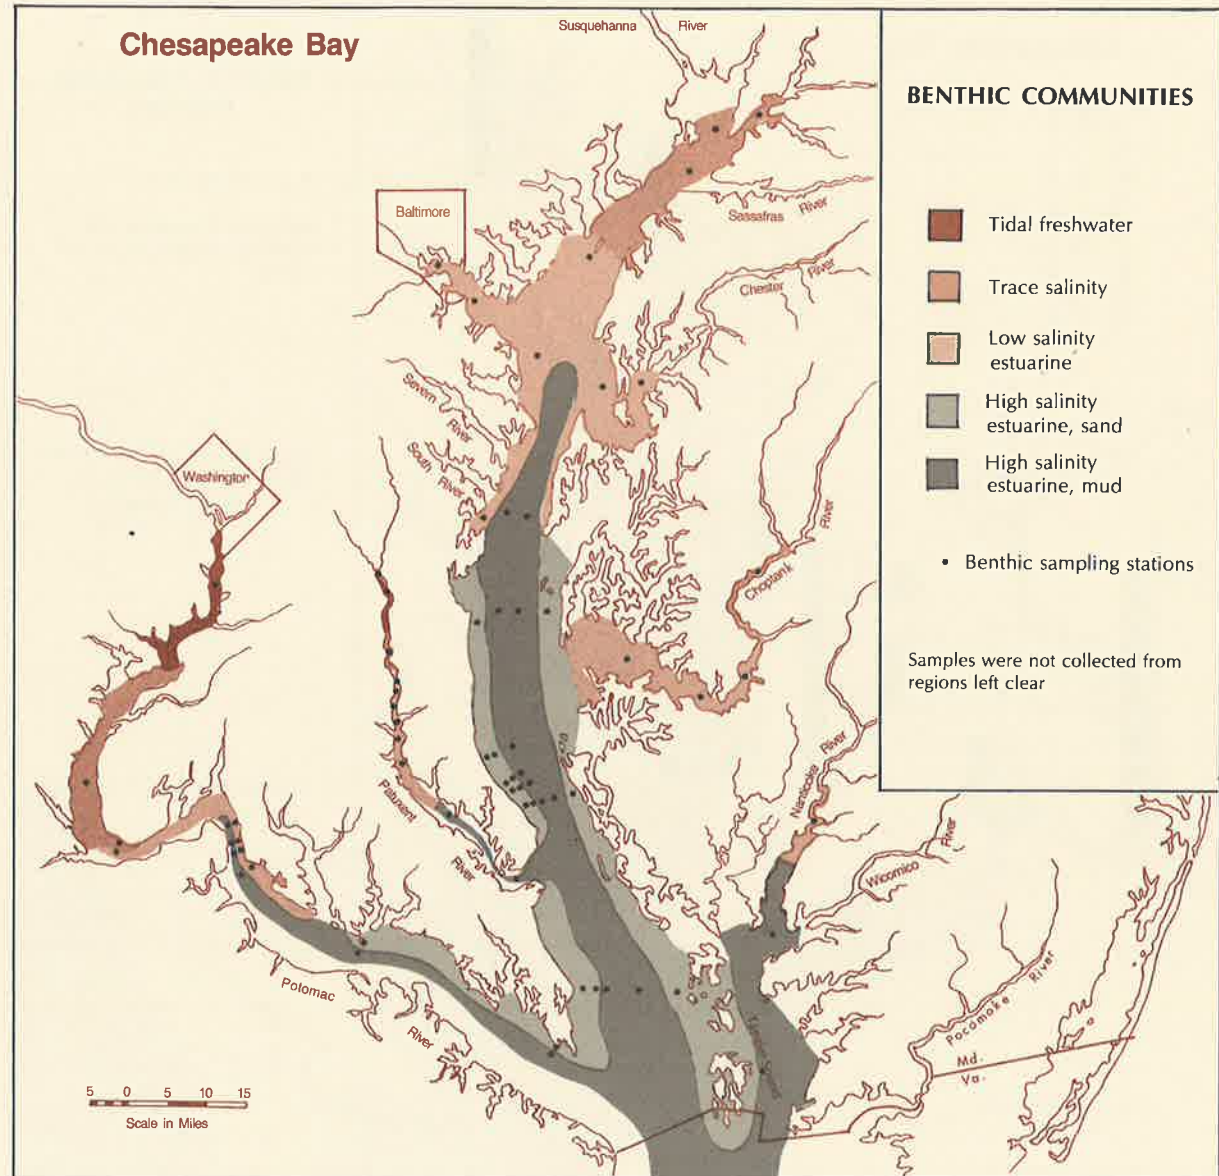 Chesapeake Bay
Susquehanna River
BENTHIC COMMUNITIES
Tidal freshwater
Trace salinity
Low salinity
estuarine
High salinity
estuarine, sand
High salinity
estuarine, mud
• Benthic sampling stations
Samples were not collected from
regions left clear
Baltimore
Sassafras River
Chester River
Severn River
South River
Washington
Choptank River
Patuxent River
Nanticoke River
Wicomico River
Pocomoke River
Potomac River
Tangier Sound
Md.
Va.
5 0 5 10 15
Scale in Miles